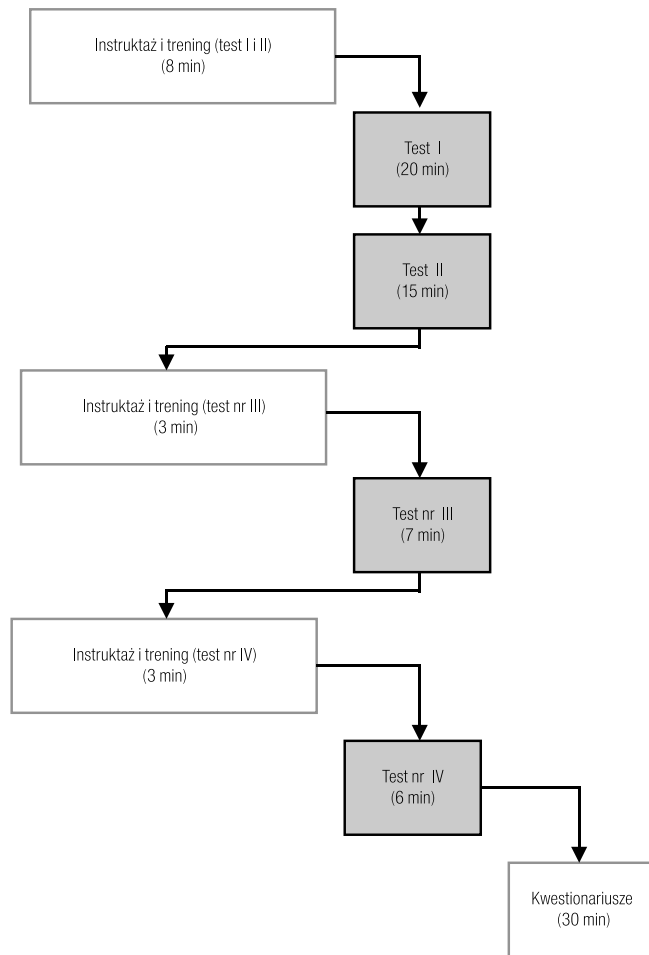 Instruktaż i trening (test I i II)
(8 min)
Test I
(20 min)
Test II
(15 min)
Instruktaż i trening (test nr III)
(3 min)
Test nr III
(7 min)
Instruktaż i trening (test nr IV)
(3 min)
Test nr IV
(6 min)
Kwestionariusze
(30 min)